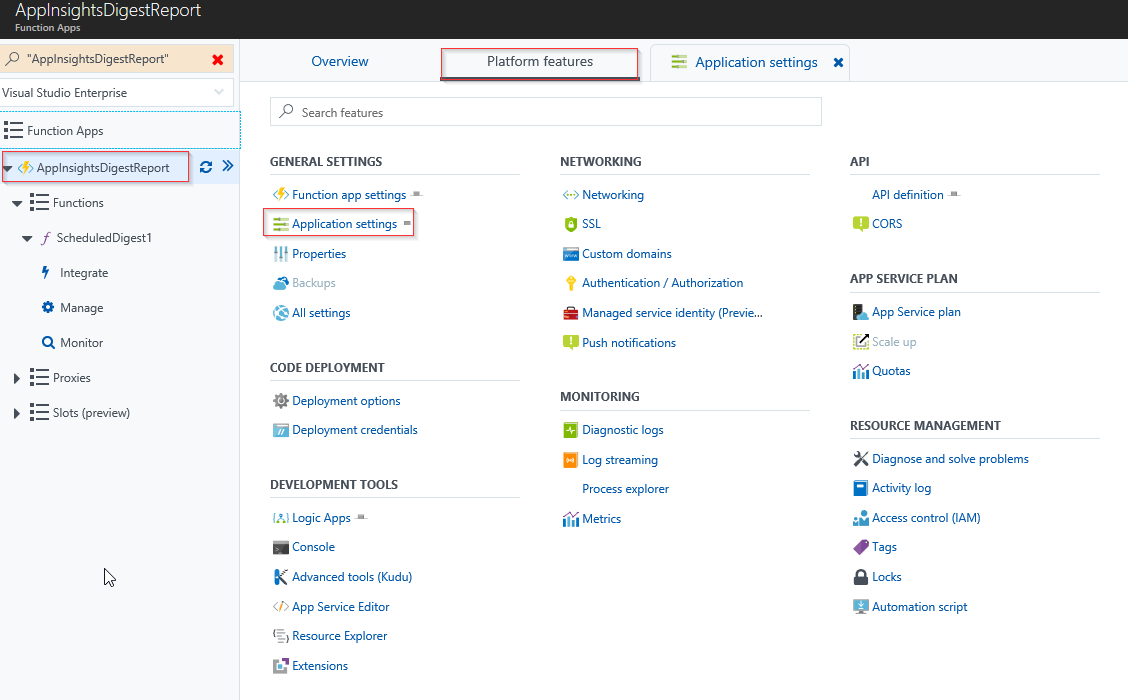 AppInsightsDigestReport
Function Apps
"AppInsightsDigestReport"
Visual Studio Enterprise
Function Apps
AppInsightsDigestReport
Functions
ScheduledDigest1
Integrate
Manage
Monitor
Proxies
Slots (preview)
Overview
Platform features
Application settings
Search features
GENERAL SETTINGS
Function app settings
Application settings
Properties
Backups
All settings
CODE DEPLOYMENT
Deployment options
Deployment credentials
DEVELOPMENT TOOLS
Logic Apps
Console
Advanced tools (Kudu)
App Service Editor
Resource Explorer
Extensions
NETWORKING
Networking
SSL
Custom domains
Authentication / Authorization
Managed service identity (Previe...
Push notifications
MONITORING
Diagnostic logs
Log streaming
Process explorer
Metrics
API
API definition
CORS
APP SERVICE PLAN
App Service plan
Scale up
Quotas
RESOURCE MANAGEMENT
Diagnose and solve problems
Activity log
Access control (IAM)
Tags
Locks
Automation script